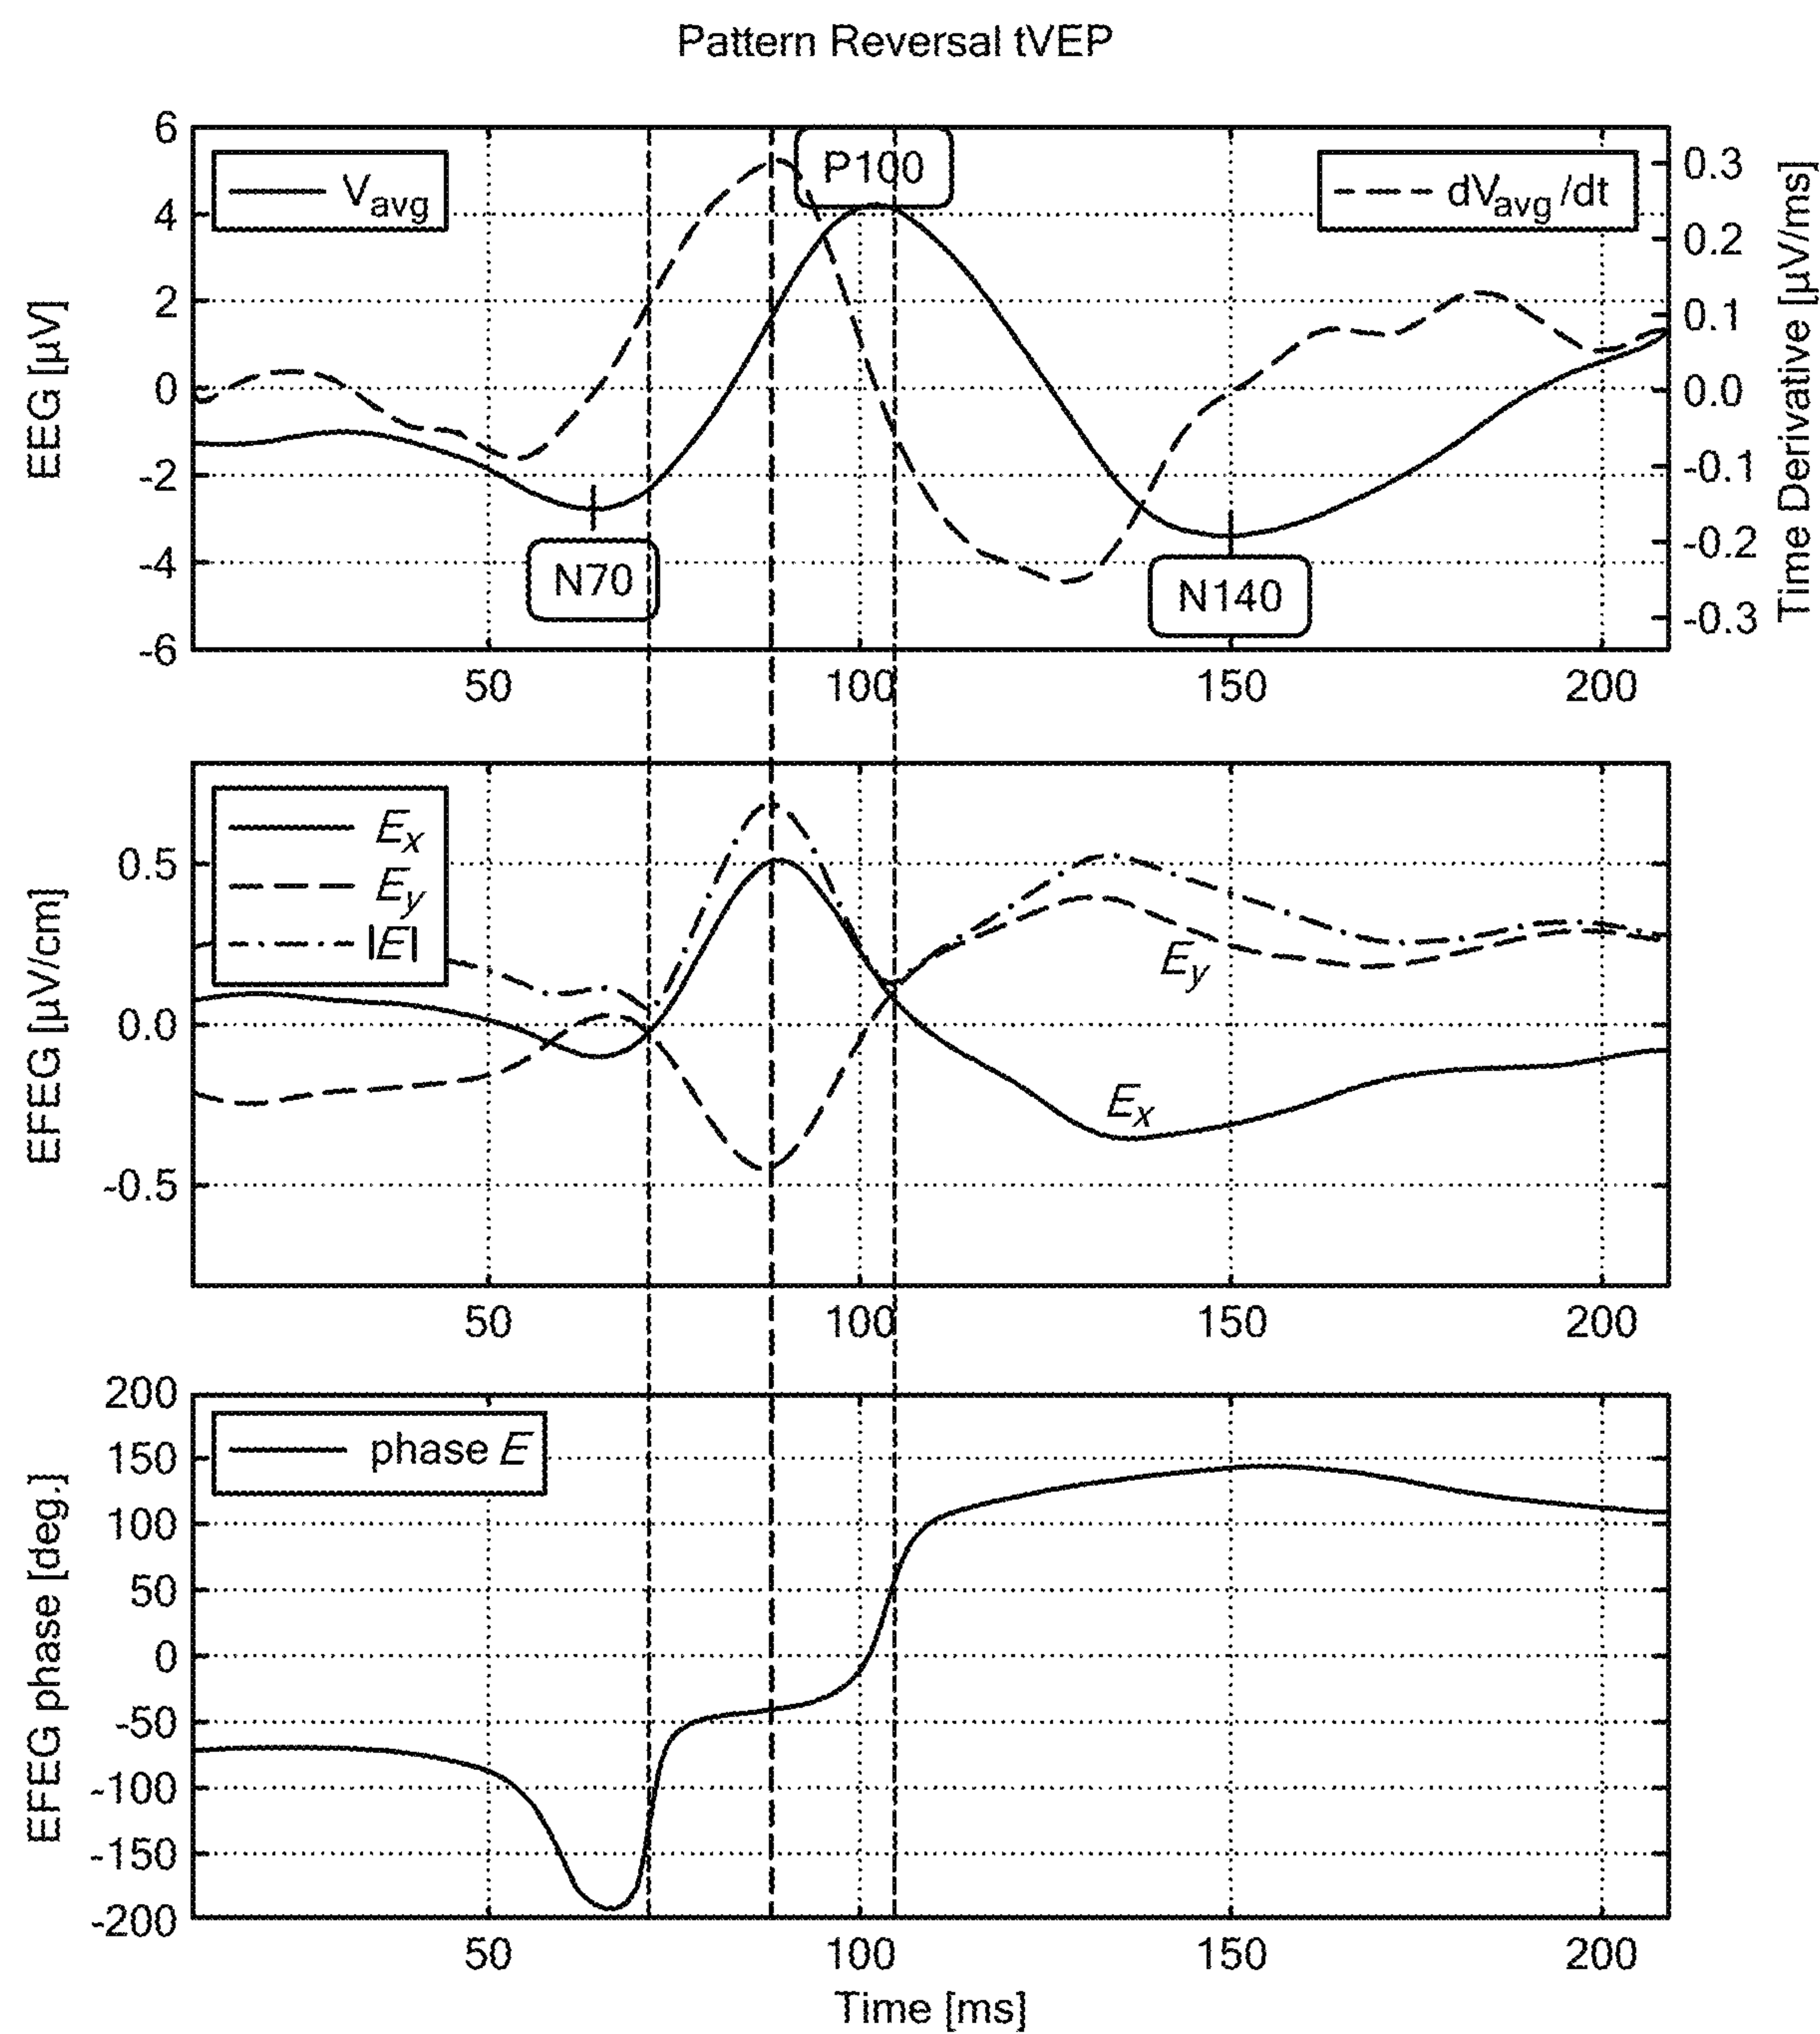 Pattern Reversal tVEP
6
4
2
0
-2
-4
-6
EEG [µV]
V_avg
P100
dV_avg/dt
N70
N140
0.3
0.2
0.1
0.0
-0.1
-0.2
-0.3
Time Derivative [µV/ms]
50 100 150 200
0.5
0.0
-0.5
EFEG [µV/cm]
E_x
E_y
|E|
E_y
E_x
50 100 150 200
200
150
100
50
0
-50
-100
-150
-200
EFEG phase [deg.]
phase E
50 100 150 200
Time [ms]